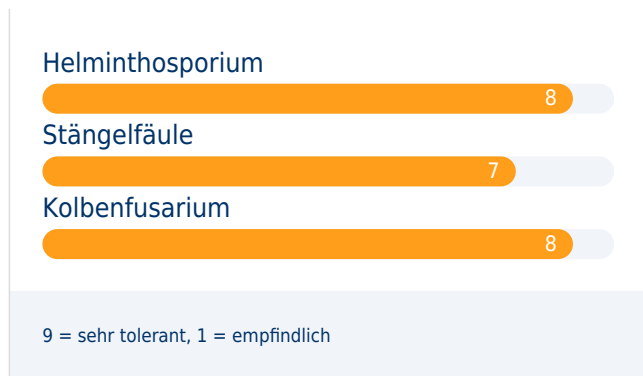 Helminthosporium
8
Stängelfäule
7
Kolbenfusarium
8
9 = sehr tolerant, 1 = empfindlich